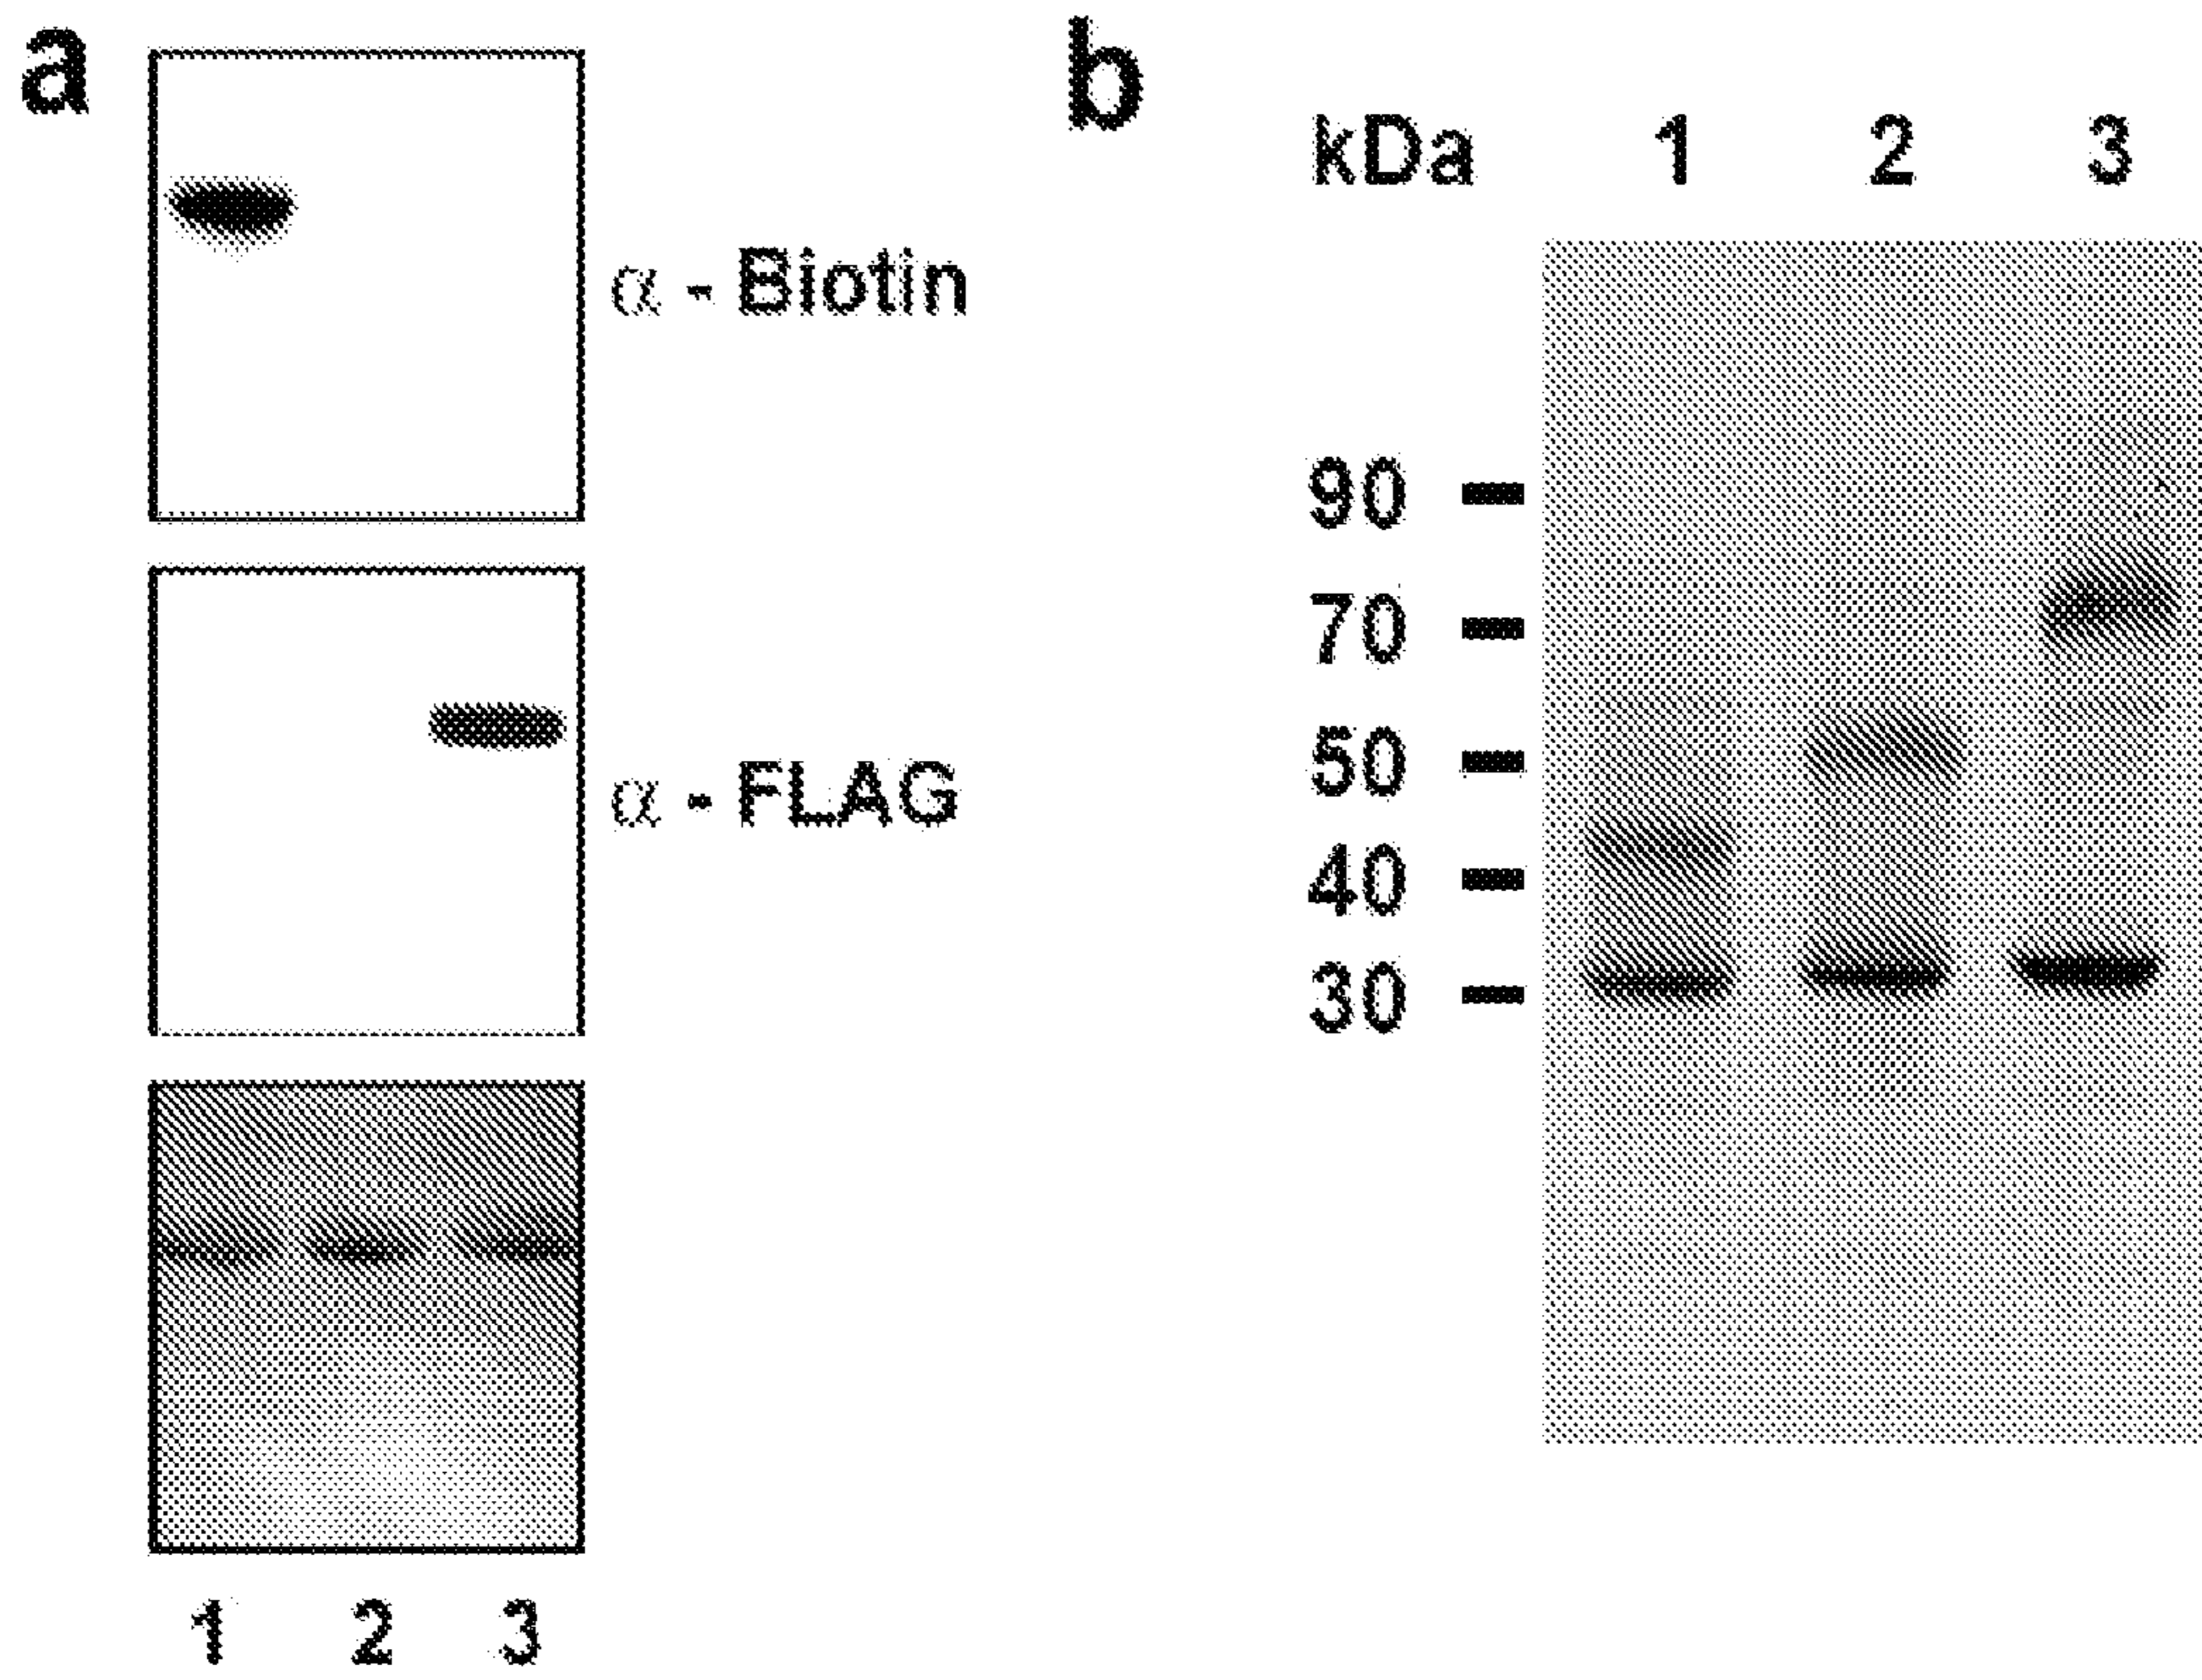 a
α - Biotin
α - FLAG
1 2 3
b
kDa 1 2 3
90
70
50
40
30